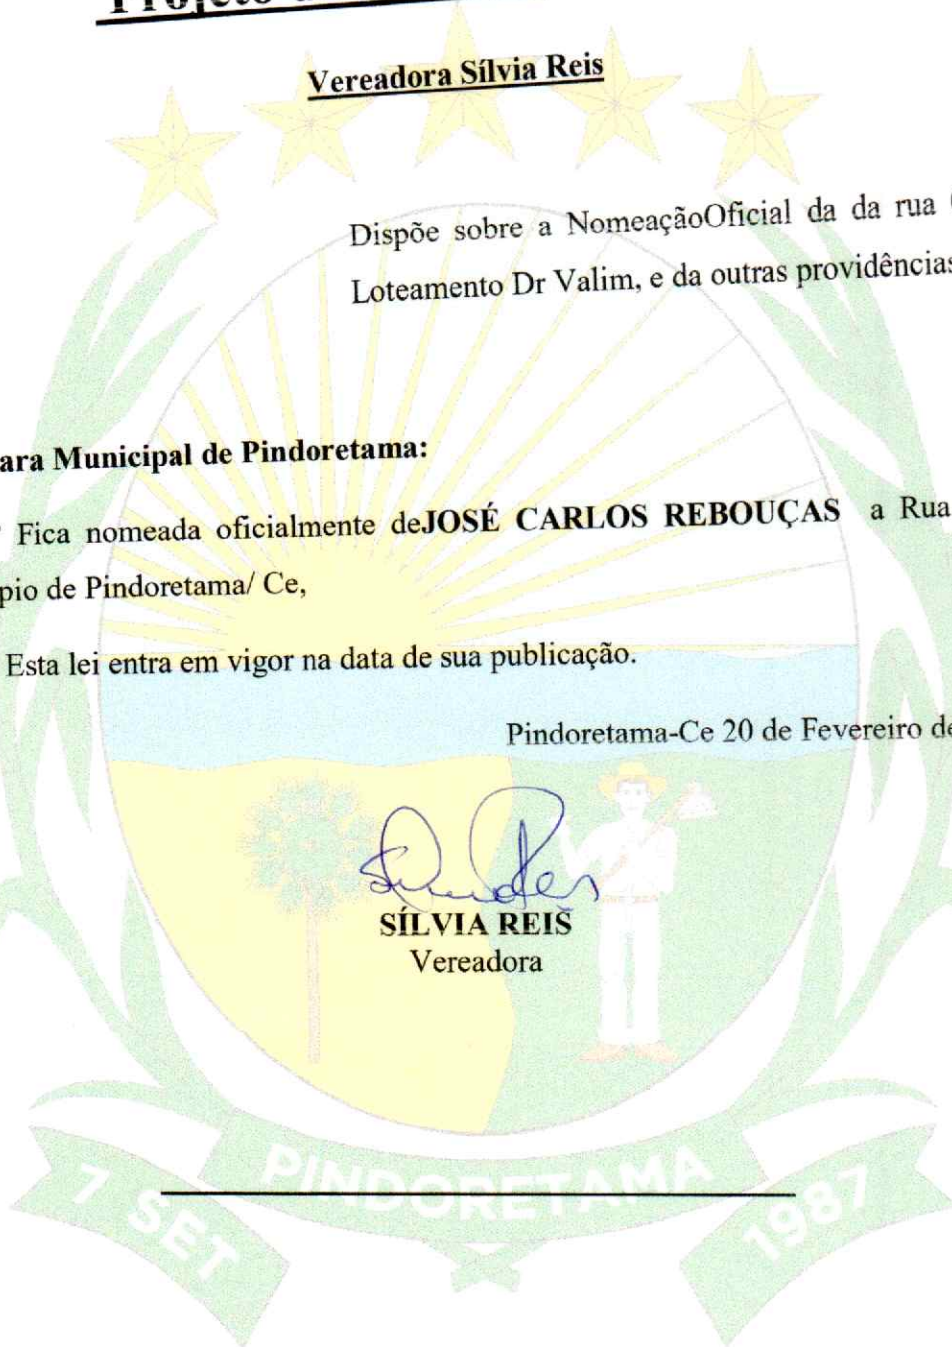 Projeto
Vereadora Sílvia Reis
Dispõe sobre a NomeaçãoOficial da da rua
Loteamento Dr Valim, e da outras providências
ara Municipal de Pindoretama:
Fica nomeada oficialmente deJOSÉ CARLOS REBOUÇAS a Rua
pio de Pindoretama/ Ce,
Esta lei entra em vigor na data de sua publicação.
Pindoretama-Ce 20 de Fevereiro de
SÍLVIA REIS
Vereadora
7 SET PINDORETAMA 1987